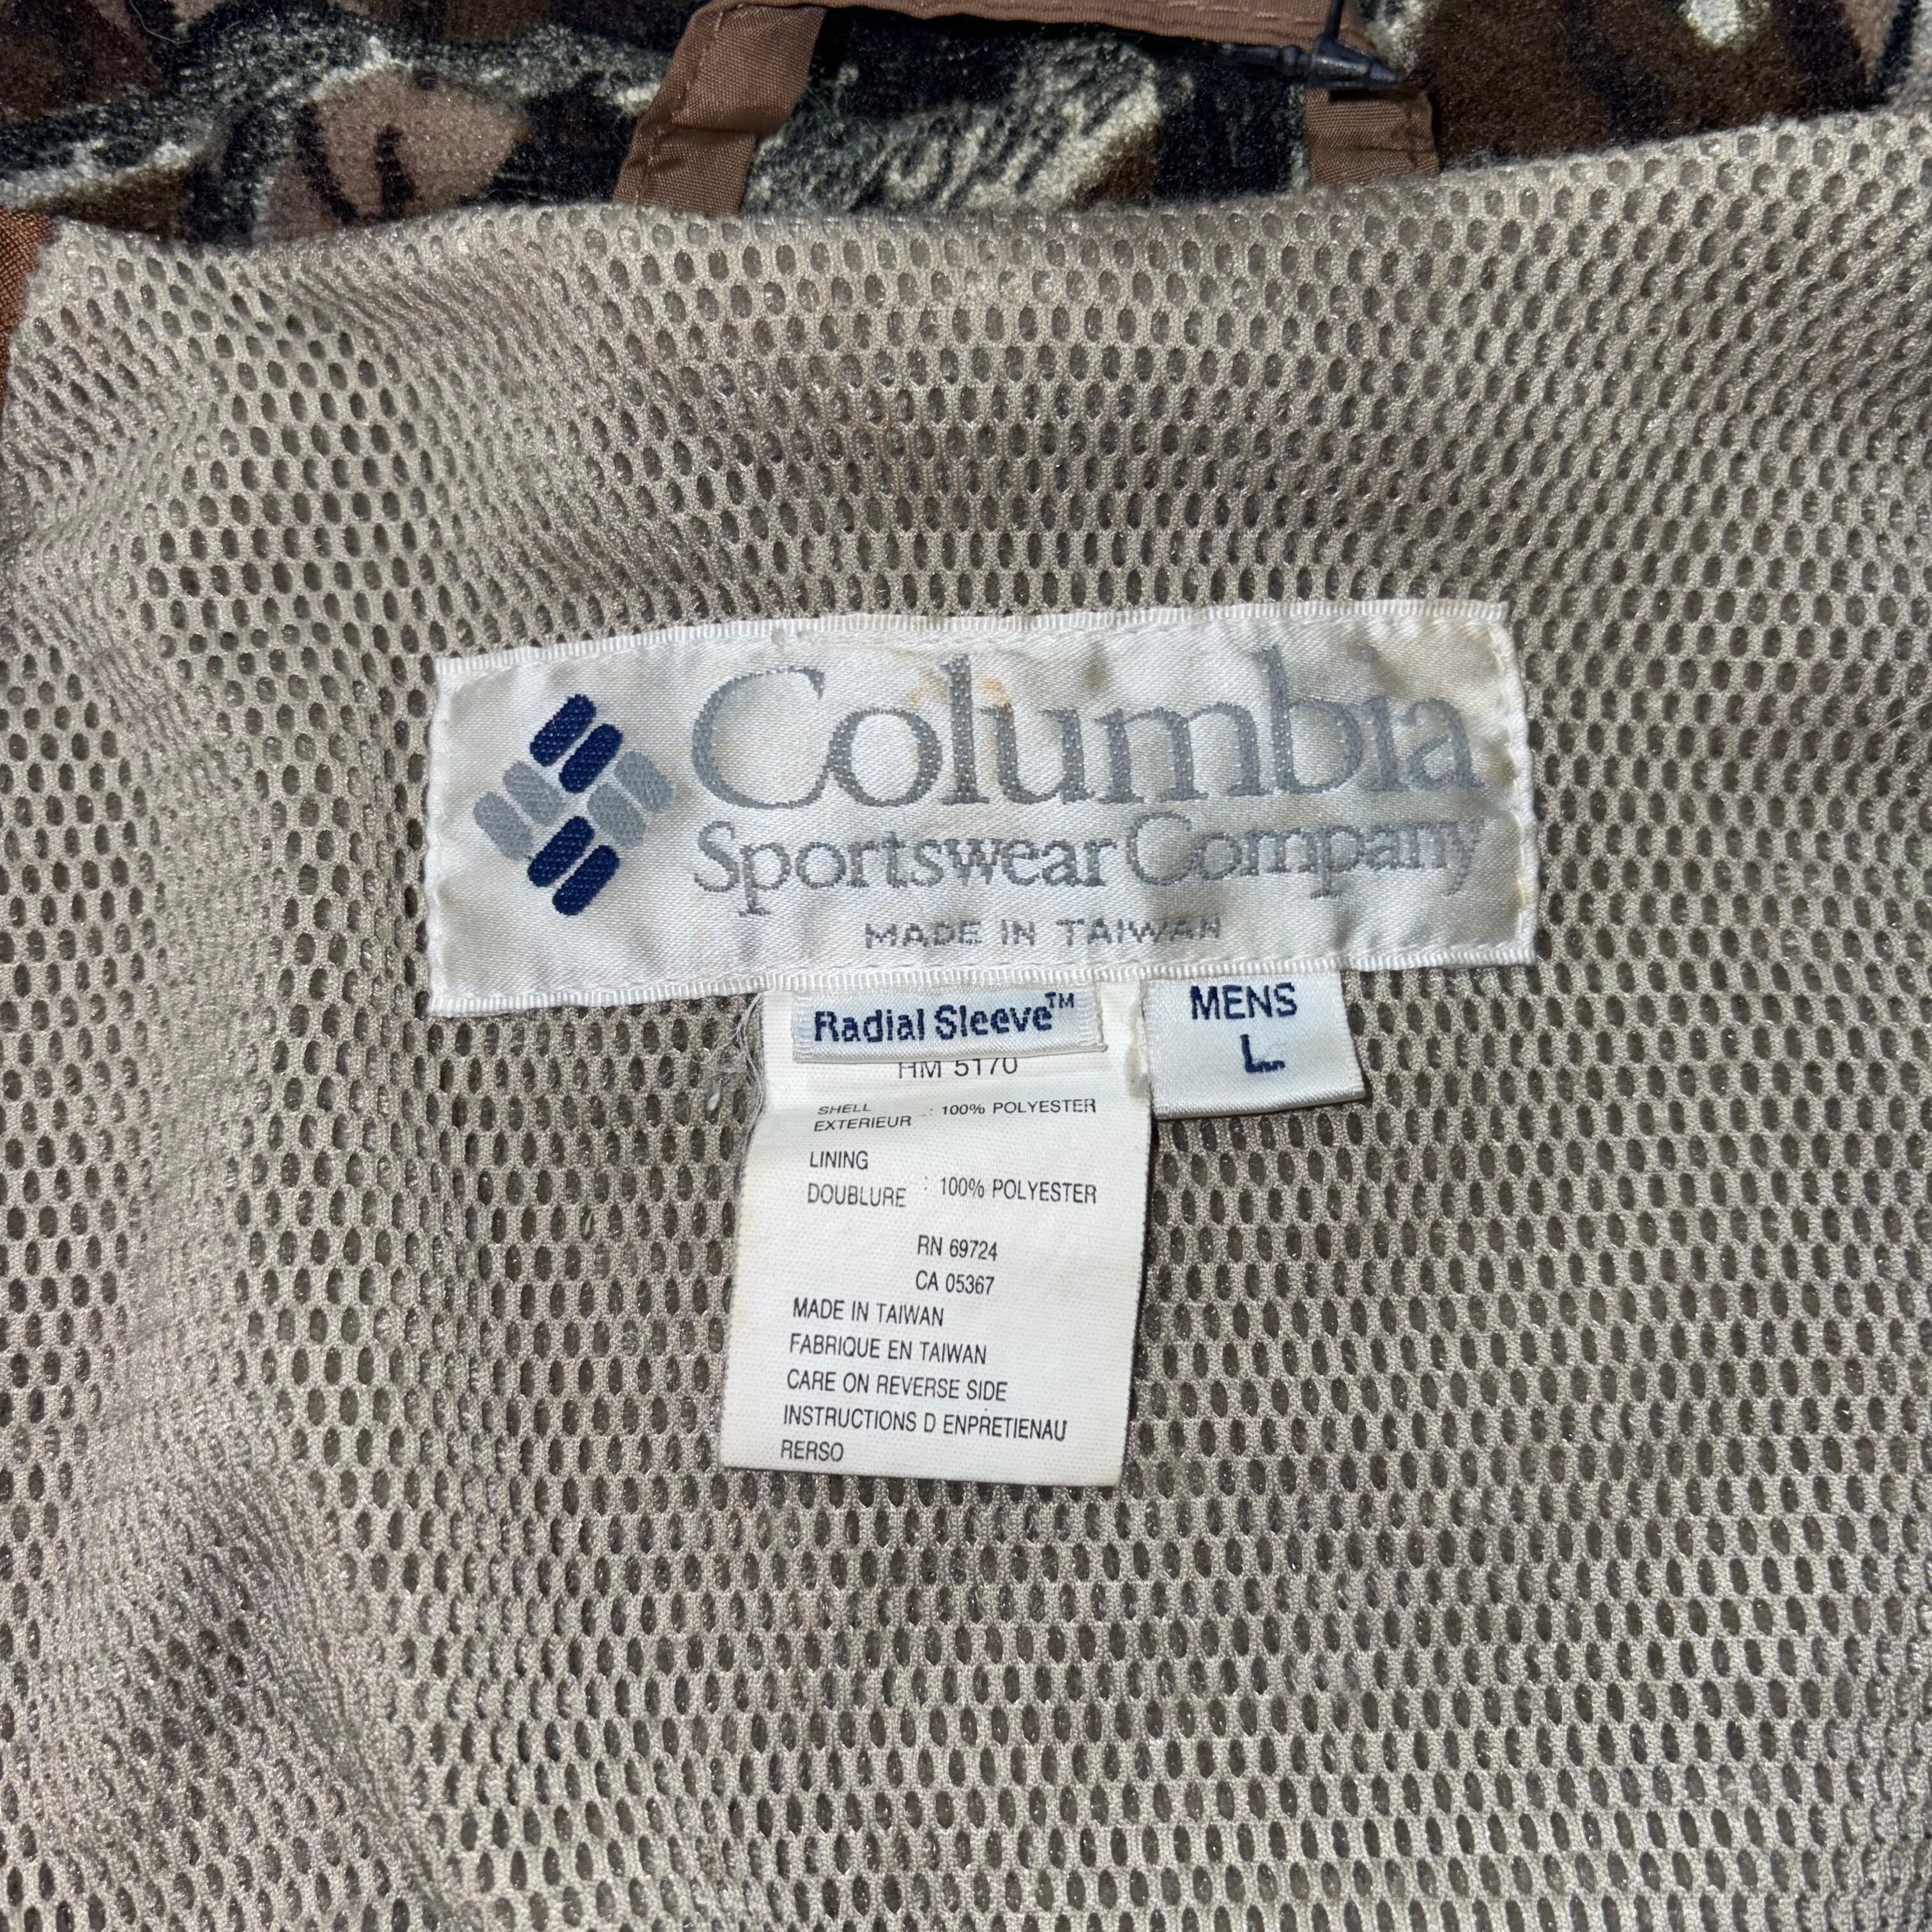 Columbia
Sportswear Company
MADE IN TAIWAN
Radial Sleeve™
MENS
L
HM 5170
SHELL
EXTERIEUR : 100% POLYESTER
LINING
DOUBLURE : 100% POLYESTER
RN 69724
CA 05367
MADE IN TAIWAN
FABRIQUE EN TAIWAN
CARE ON REVERSE SIDE
INSTRUCTIONS D ENPRETIENAU
RERSO